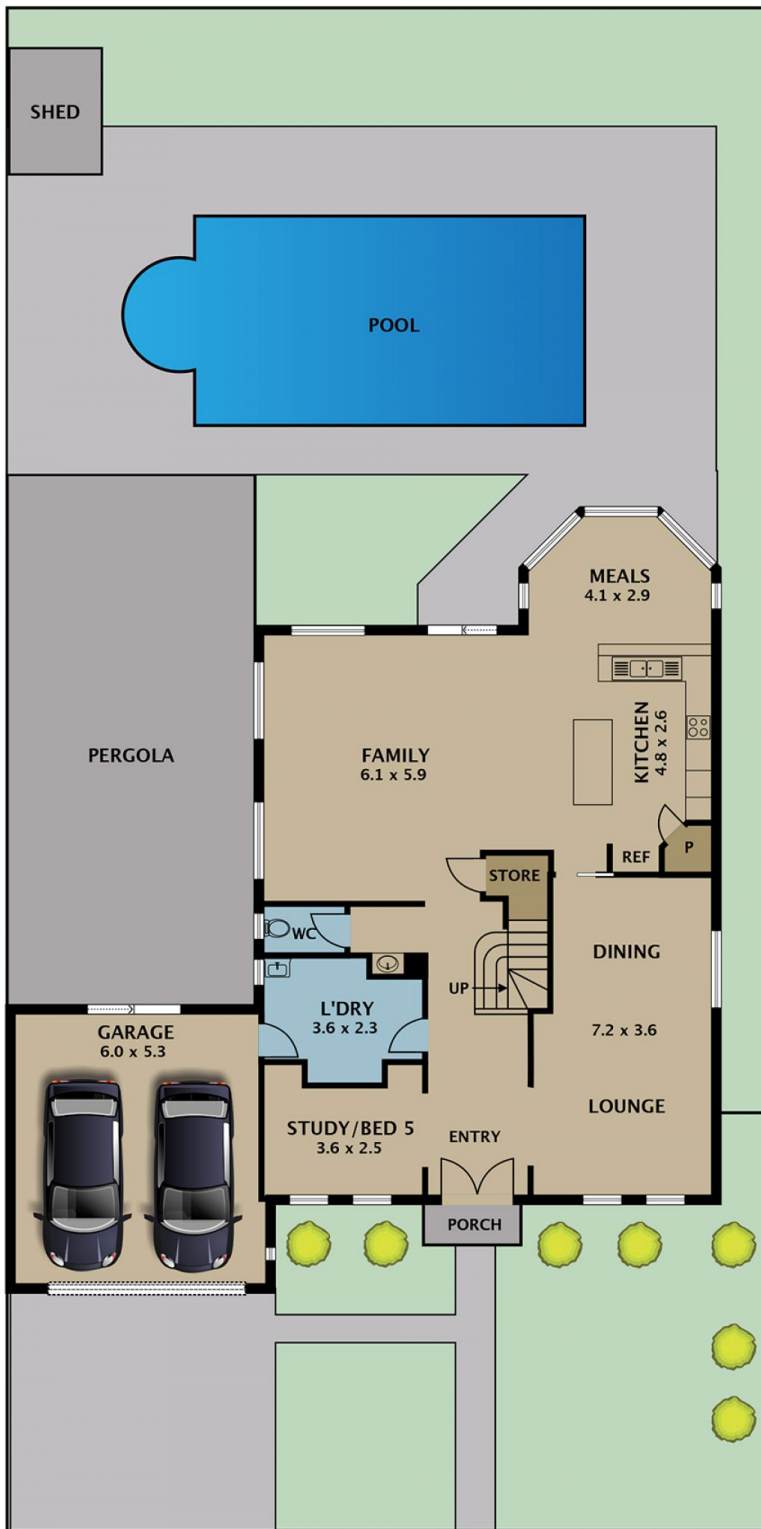 SHED
POOL
MEALS
4.1 x 2.9
KITCHEN
4.8 x 2.6
PERGOLA
FAMILY
6.1 x 5.9
REF
P
STORE
WC
DINING
UP
7.2 x 3.6
L'DRY
3.6 x 2.3
GARAGE
6.0 x 5.3
LOUNGE
STUDY/BED 5
3.6 x 2.5
ENTRY
PORCH